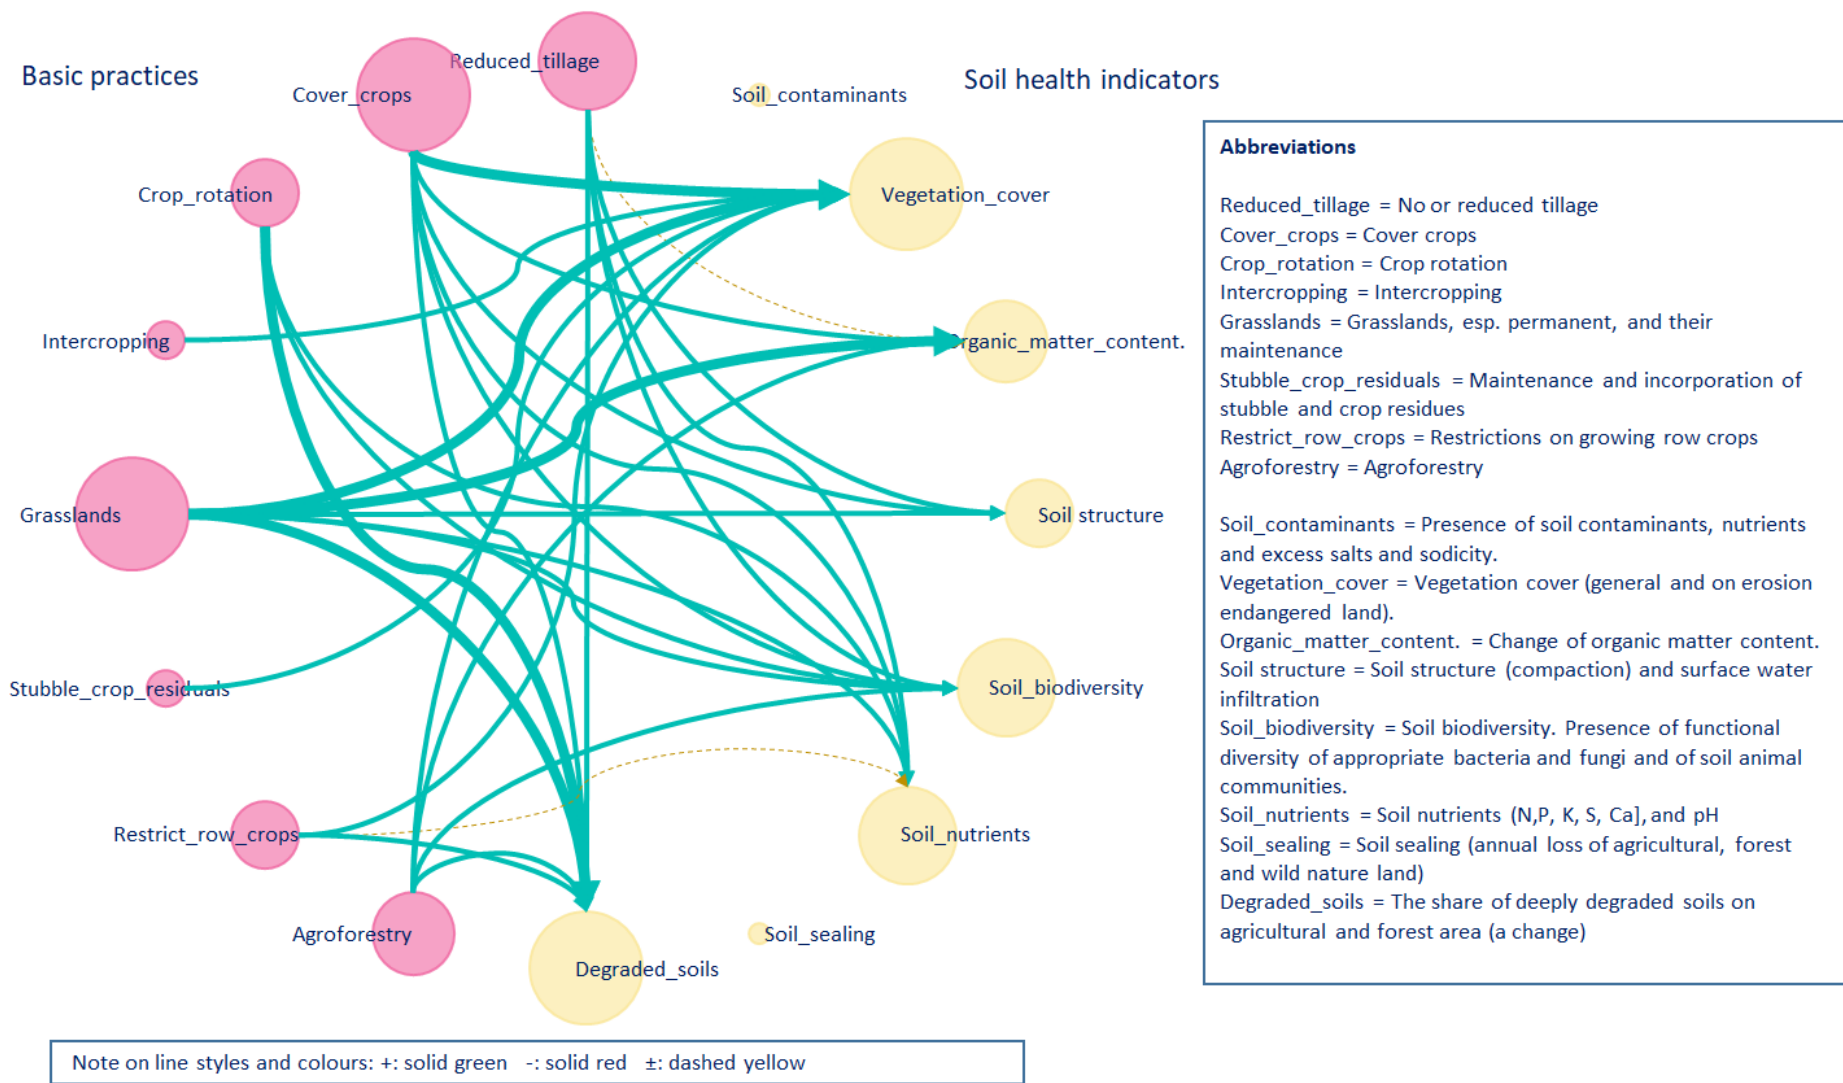 Basic practices
Soil health indicators
Reduced_tillage
Cover_crops
Soil_contaminants
Crop_rotation
Vegetation_cover
Intercropping
Organic_matter_content.
Grasslands
Soil structure
Stubble_crop_residuals
Soil_biodiversity
Restrict_row_crops
Soil_nutrients
Agroforestry
Soil_sealing
Degraded_soils
Abbreviations
Reduced_tillage = No or reduced tillage
Cover_crops = Cover crops
Crop_rotation = Crop rotation
Intercropping = Intercropping
Grasslands = Grasslands, esp. permanent, and their
maintenance
Stubble_crop_residuals = Maintenance and incorporation of
stubble and crop residues
Restrict_row_crops = Restrictions on growing row crops
Agroforestry = Agroforestry
Soil_contaminants = Presence of soil contaminants, nutrients
and excess salts and sodicity.
Vegetation_cover = Vegetation cover (general and on erosion
endangered land).
Organic_matter_content. = Change of organic matter content.
Soil structure = Soil structure (compaction) and surface water
infiltration
Soil_biodiversity = Soil biodiversity. Presence of functional
diversity of appropriate bacteria and fungi and of soil animal
communities.
Soil_nutrients = Soil nutrients (N,P, K, S, Ca], and pH
Soil_sealing = Soil sealing (annual loss of agricultural, forest
and wild nature land)
Degraded_soils = The share of deeply degraded soils on
agricultural and forest area (a change)
Note on line styles and colours: +: solid green -: solid red ±: dashed yellow